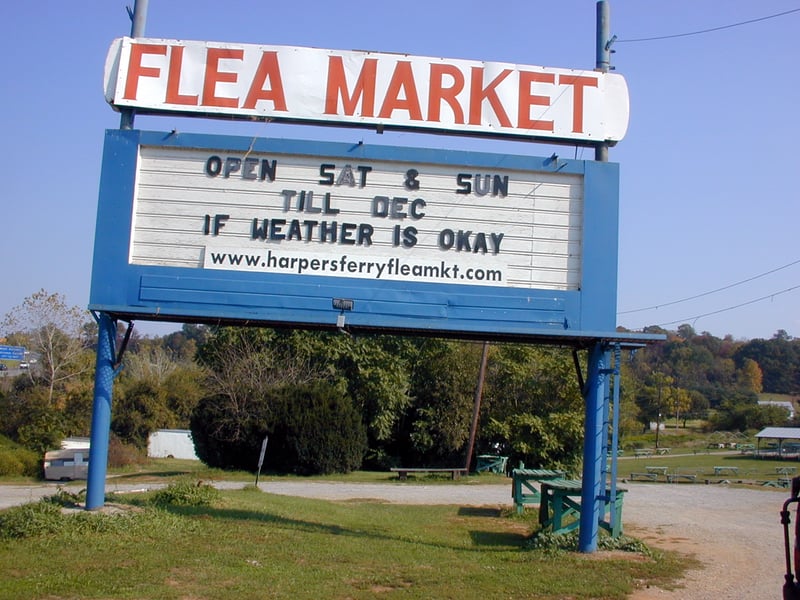 FLEA MARKET
OPEN SAT & SUN
TILL DEC
IF WEATHER IS OKAY
www.harpersferryfleamkt.com